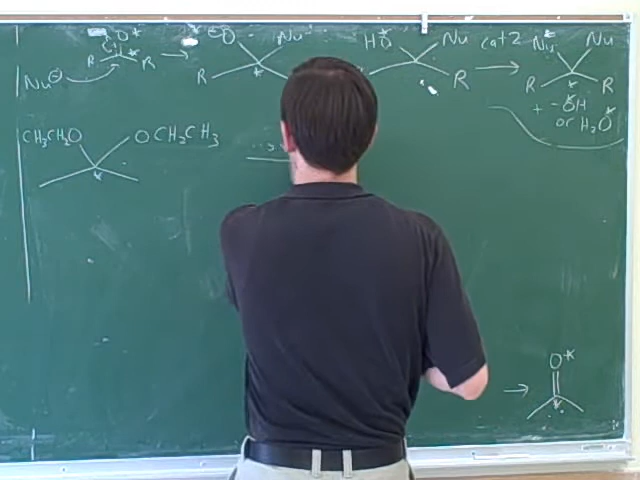 O* ⊖O Nu HO* Nu cat 2 Nu Nu
R R → R R → R R
Nu⊖ + -OH
or H₂O*
CH₃CH₂O OCH₂CH₃
→ O*